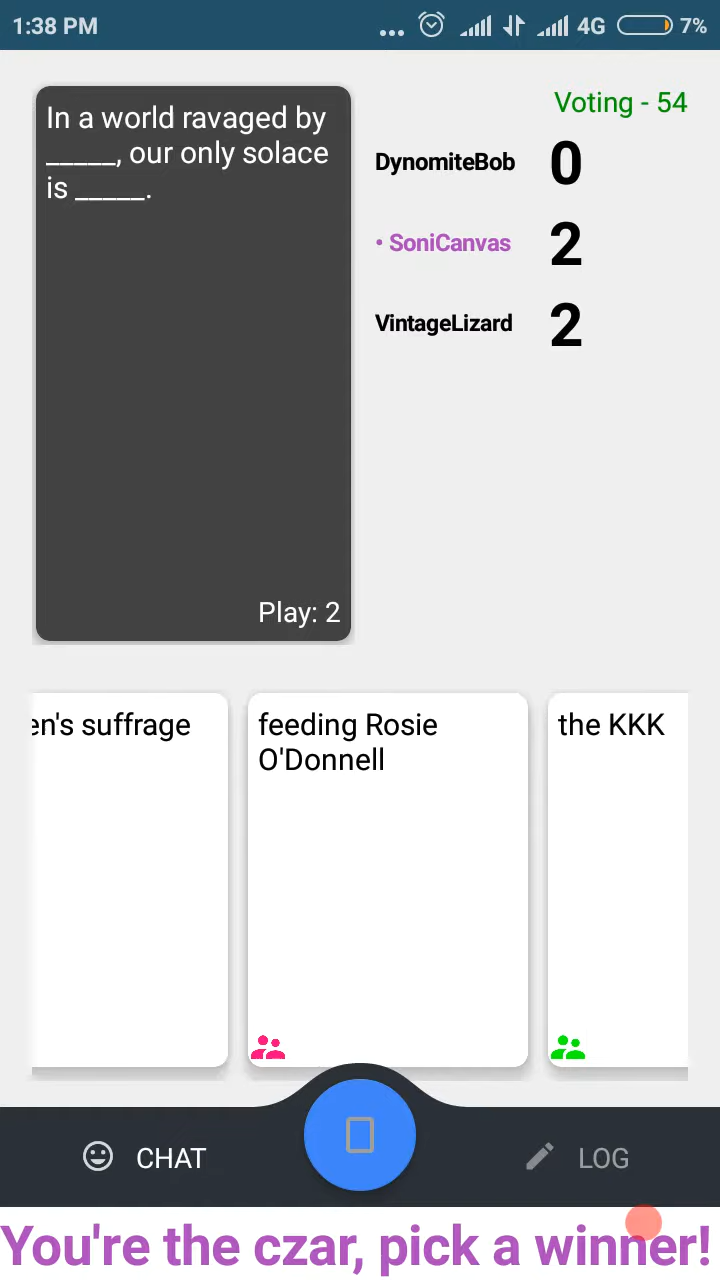 1:38 PM
4G
7%
In a world ravaged by
_____, our only solace
is _____.
Play: 2
Voting - 54
DynomiteBob 0
• SoniCanvas 2
VintageLizard 2
en's suffrage
feeding Rosie
O'Donnell
the KKK
CHAT
LOG
You're the czar, pick a winner!